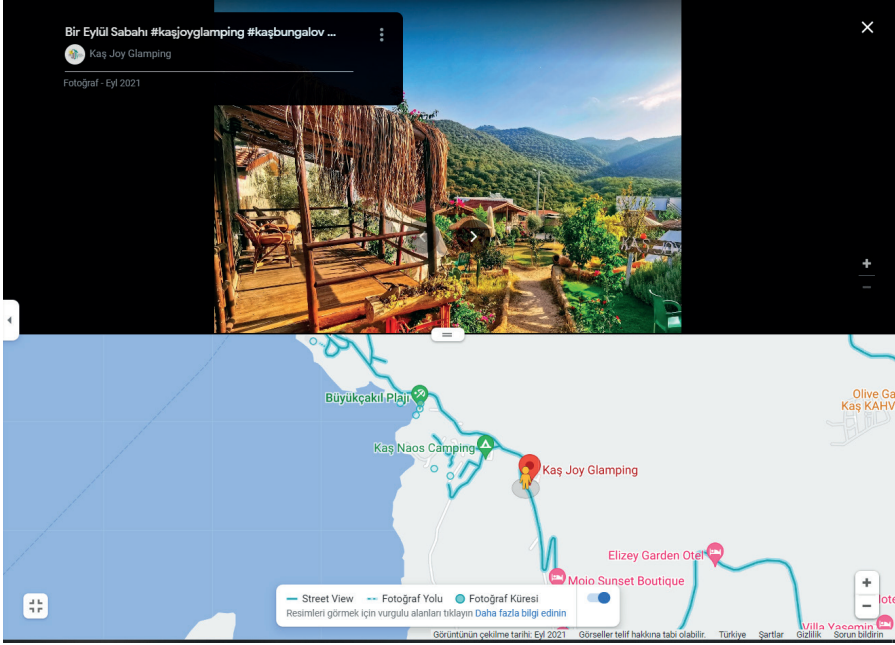 Bir Eylül Sabahı #kaşjoyglamping #kaşbungalov ...
Kaş Joy Glamping
Fotoğraf - Eyl 2021
Büyükçakıl Plajı
Olive Ga
Kaş KAHV
Kaş Naos Camping
Kaş Joy Glamping
Elizey Garden Otel
Mojo Sunset Boutique
Street View Fotoğraf Yolu Fotoğraf Küresi
Resimleri görmek için vurgulu alanları tıklayın Daha fazla bilgi edinin
Villa Yasemin
Görüntünün çekilme tarihi: Eyl 2021 Görseller telif hakkına tabi olabilir. Türkiye Şartlar Gizlilik Sorun bildirin